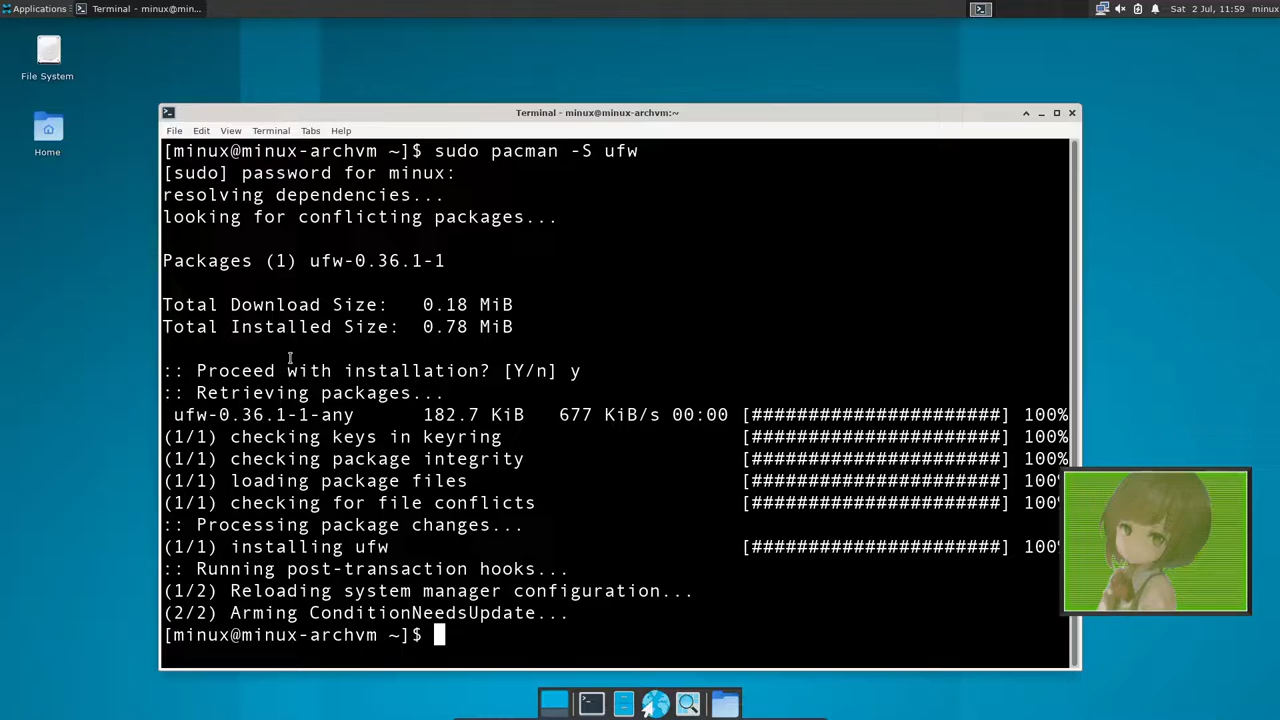 Applications
Terminal - minux@min...
Sat 2 Jul, 11:59 minux
File System
Home
Terminal - minux@minux-archvm:~
File Edit View Terminal Tabs Help
[minux@minux-archvm ~]$ sudo pacman -S ufw
[sudo] password for minux:
resolving dependencies...
looking for conflicting packages...
Packages (1) ufw-0.36.1-1
Total Download Size: 0.18 MiB
Total Installed Size: 0.78 MiB
:: Proceed with installation? [Y/n] y
:: Retrieving packages...
ufw-0.36.1-1-any 182.7 KiB 677 KiB/s 00:00 [######################] 100%
(1/1) checking keys in keyring [######################] 100%
(1/1) checking package integrity [######################] 100%
(1/1) loading package files [######################] 100%
(1/1) checking for file conflicts [######################] 100%
:: Processing package changes...
(1/1) installing ufw [######################] 100%
:: Running post-transaction hooks...
(1/2) Reloading system manager configuration...
(2/2) Arming ConditionNeedsUpdate...
[minux@minux-archvm ~]$